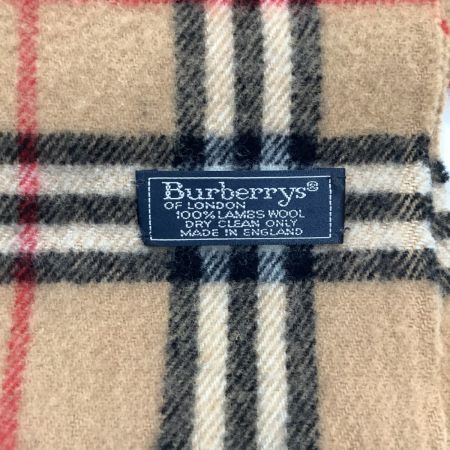 Burberrys®
OF LONDON
100% LAMBS WOOL
DRY CLEAN ONLY
MADE IN ENGLAND